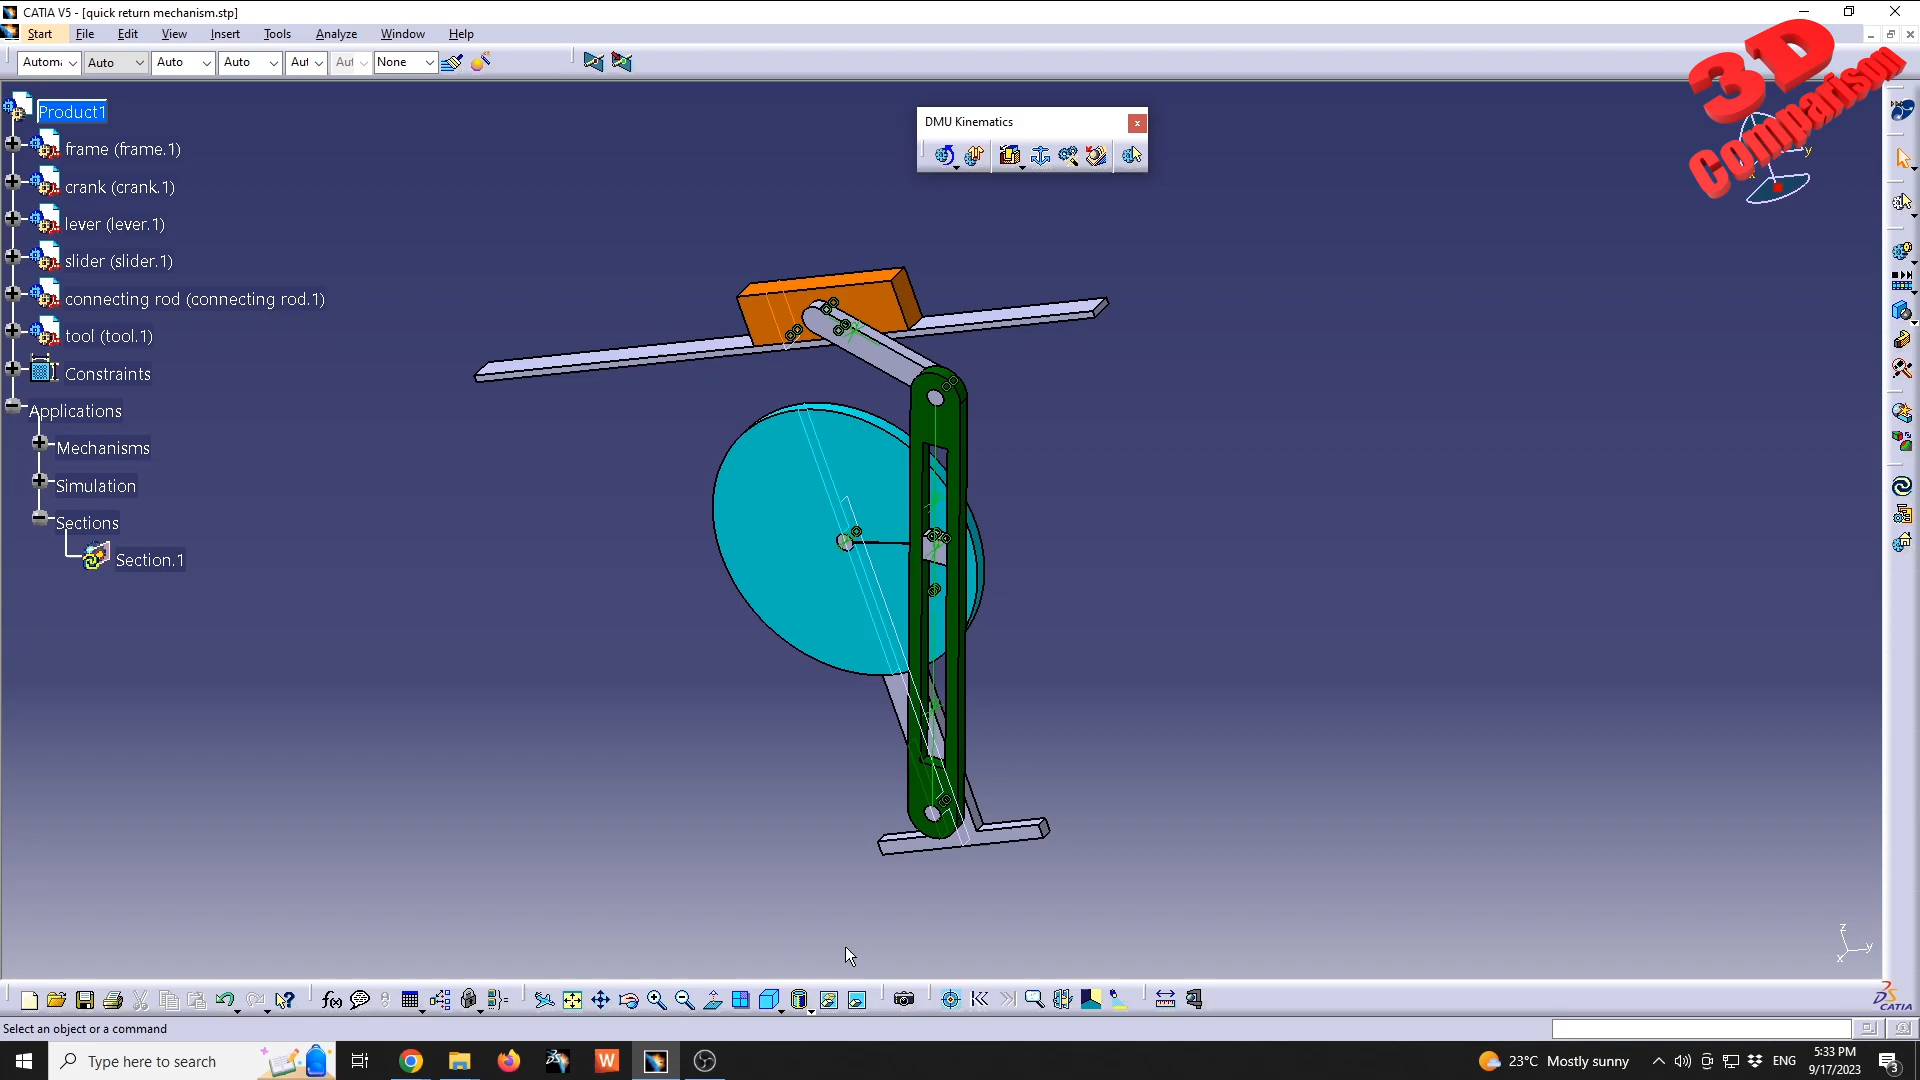 CATIA V5 - [quick return mechanism.stp]
Start File Edit View Insert Tools Analyze Window Help
Auto Auto Auto None
3D
Comparison
Product1
DMU Kinematics
frame (frame.1)
y
crank (crank.1)
lever (lever.1)
slider (slider.1)
connecting rod (connecting rod.1)
tool (tool.1)
Constraints
Applications
Mechanisms
Simulation
Sections
Section.1
z
y
x
f(x)
CATIA
Select an object or a command
Type here to search
W
23°C Mostly sunny
ENG
5:33 PM
9/17/2023
3